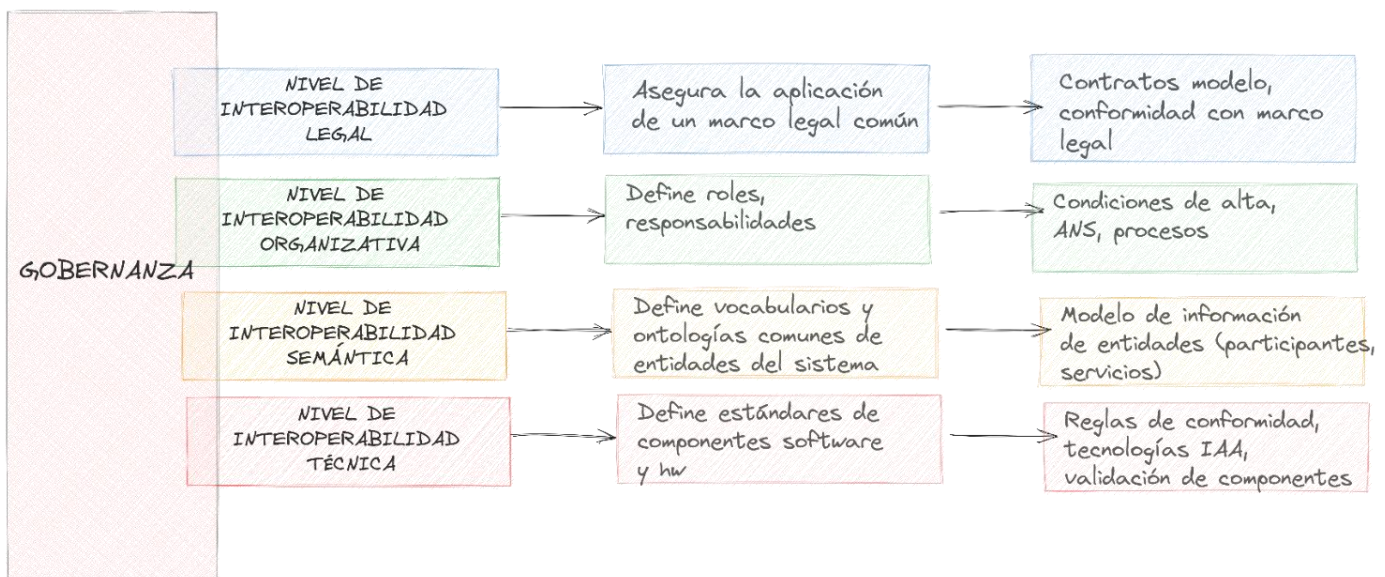 GOBERNANZA
NIVEL DE
INTEROPERABILIDAD
LEGAL
Asegura la aplicación
de un marco legal común
Contratos modelo,
conformidad con marco
legal
NIVEL DE
INTEROPERABILIDAD
ORGANIZATIVA
Define roles,
responsabilidades
Condiciones de alta,
ANS, procesos
NIVEL DE
INTEROPERABILIDAD
SEMÁNTICA
Define vocabularios y
ontologías comunes de
entidades del sistema
Modelo de información
de entidades (participantes,
servicios)
NIVEL DE
INTEROPERABILIDAD
TÉCNICA
Define estándares de
componentes software
y hw
Reglas de conformidad,
tecnologías IAA,
validación de componentes